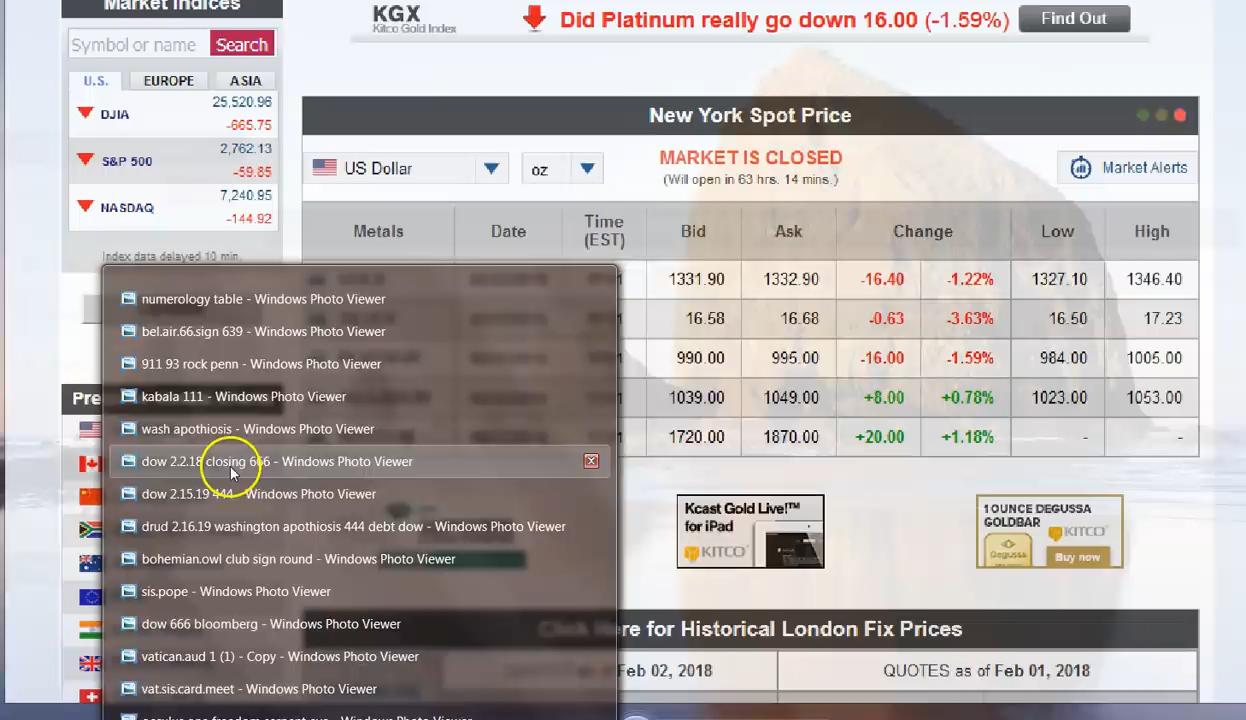 Market Indices
KGX
Kitco Gold Index
Did Platinum really go down 16.00 (-1.59%)
Find Out
Symbol or name
Search
U.S. EUROPE ASIA
DJIA 25,520.96
-665.75
S&P 500 2,762.13
-59.85
NASDAQ 7,240.95
-144.92
Index data delayed 10 min.
New York Spot Price
US Dollar
oz
MARKET IS CLOSED
(Will open in 63 hrs. 14 mins.)
Market Alerts
Metals Date Time (EST) Bid Ask Change Low High
1331.90 1332.90 -16.40 -1.22% 1327.10 1346.40
16.58 16.68 -0.63 -3.63% 16.50 17.23
990.00 995.00 -16.00 -1.59% 984.00 1005.00
1039.00 1049.00 +8.00 +0.78% 1023.00 1053.00
1720.00 1870.00 +20.00 +1.18% - -
numerology table - Windows Photo Viewer
bel.air.66.sign 639 - Windows Photo Viewer
911 93 rock penn - Windows Photo Viewer
kabala 111 - Windows Photo Viewer
wash apothiosis - Windows Photo Viewer
dow 2.2.18 closing 666 - Windows Photo Viewer
dow 2.15.19 444 - Windows Photo Viewer
drud 2.16.19 washington apothiosis 444 debt dow - Windows Photo Viewer
bohemian.owl club sign round - Windows Photo Viewer
sis.pope - Windows Photo Viewer
dow 666 bloomberg - Windows Photo Viewer
vatican.aud 1 (1) - Copy - Windows Photo Viewer
vat.sis.card.meet - Windows Photo Viewer
Pre
Kcast Gold Live!™
for iPad
KITCO
1 OUNCE DEGUSSA
GOLDBAR
KITCO
Degussa
Buy now
Click Here for Historical London Fix Prices
Feb 02, 2018
QUOTES as of Feb 01, 2018